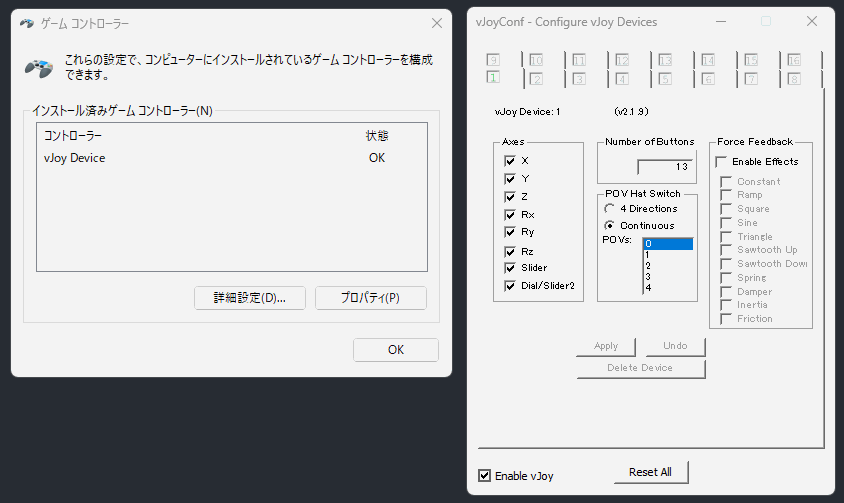 ゲーム コントローラー
これらの設定で、コンピューターにインストールされているゲーム コントローラーを構成
できます。
インストール済みゲーム コントローラー(N)
コントローラー 状態
vJoy Device OK
詳細設定(D)... プロパティ(P)
OK
vJoyConf - Configure vJoy Devices
9 10 11 12 13 14 15 16
1 2 3 4 5 6 7 8
vJoy Device: 1 (v2.1.9)
Axes
X
Y
Z
Rx
Ry
Rz
Slider
Dial/Slider2
Number of Buttons
13
POV Hat Switch
4 Directions
Continuous
POVs:
0
1
2
3
4
Force Feedback
Enable Effects
Constant
Ramp
Square
Sine
Triangle
Sawtooth Up
Sawtooth Down
Spring
Damper
Inertia
Friction
Apply Undo
Delete Device
Enable vJoy Reset All